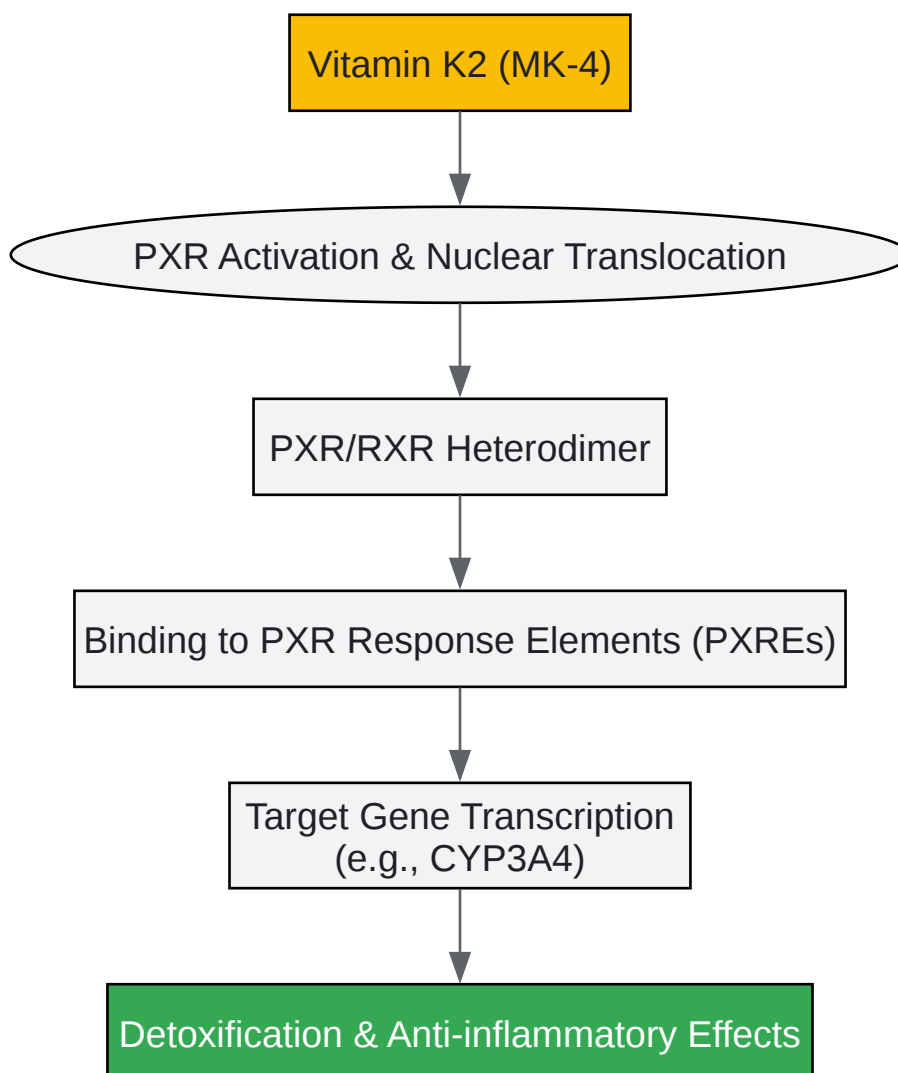 Vitamin K2 (MK-4)
PXR Activation & Nuclear Translocation
PXR/RXR Heterodimer
Binding to PXR Response Elements (PXREs)
Target Gene Transcription
(e.g., CYP3A4)
Detoxification & Anti-inflammatory Effects